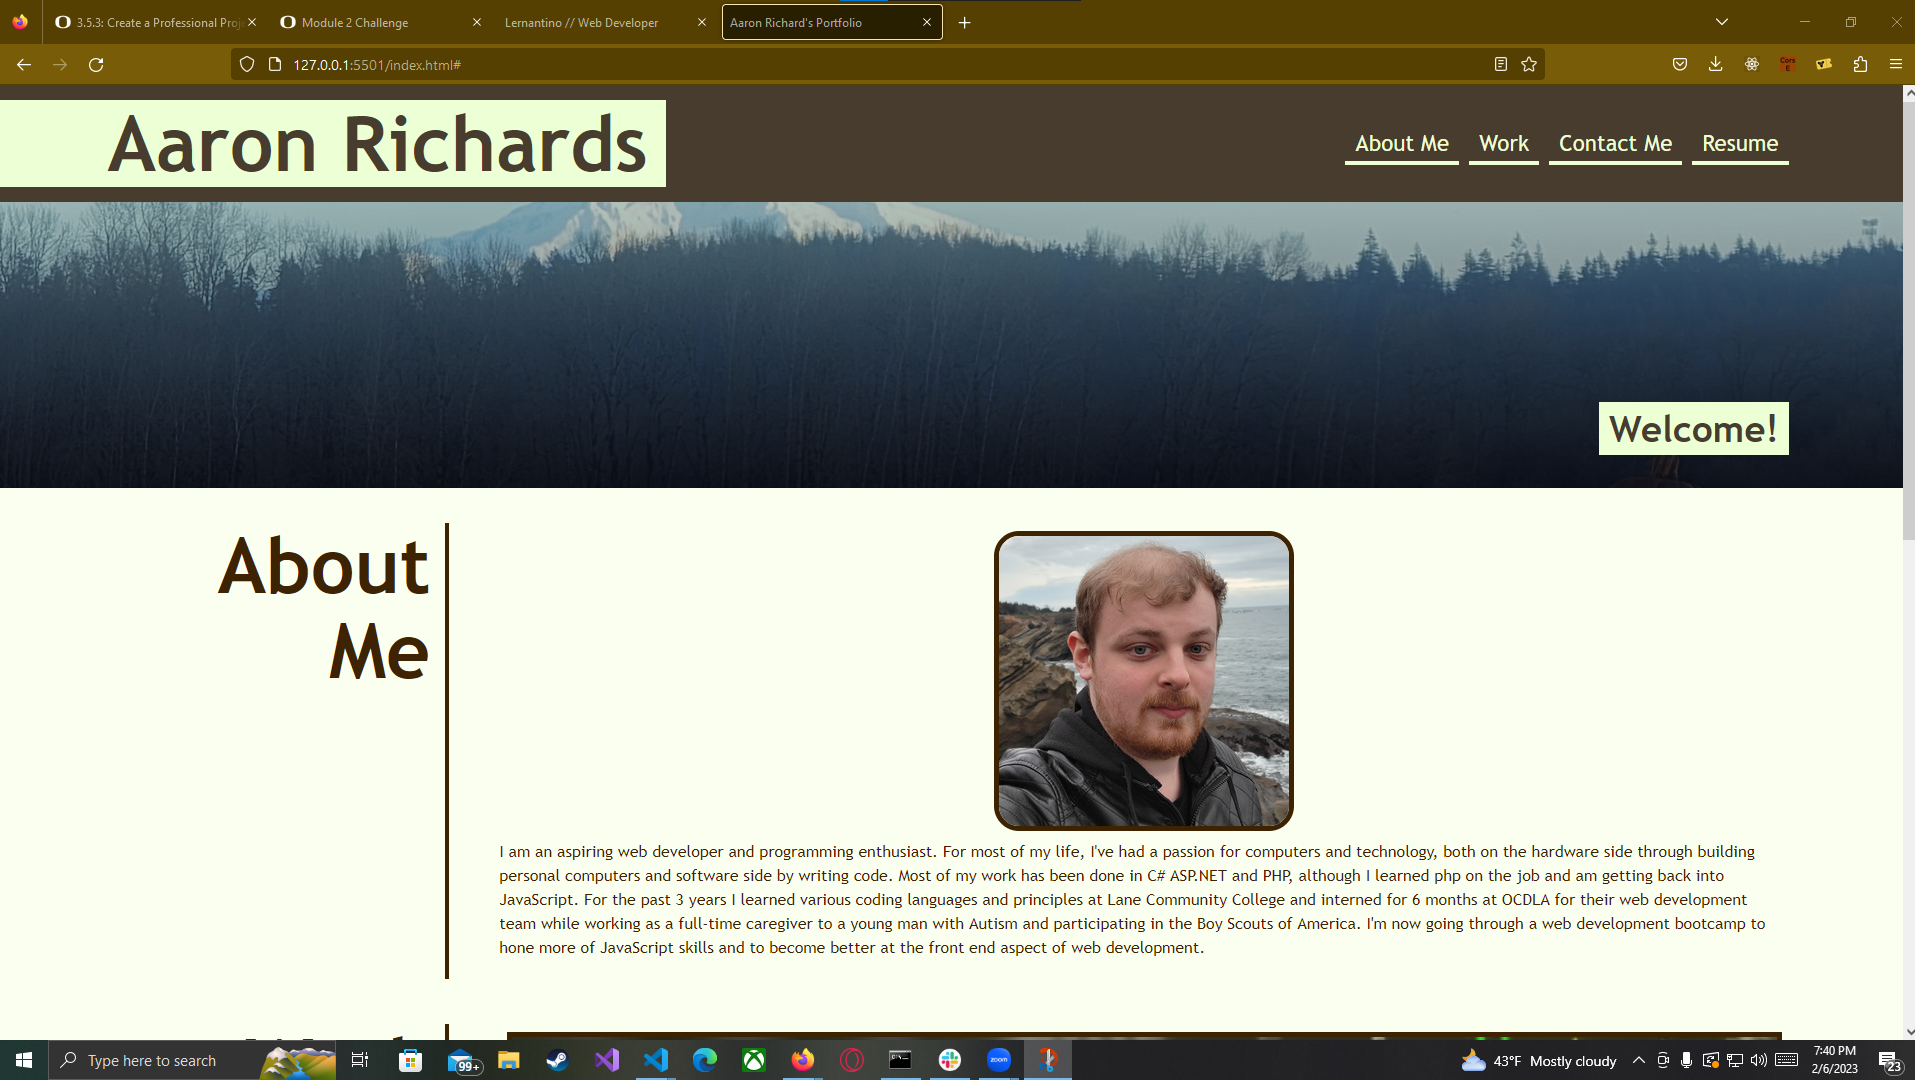 3.5.3: Create a Professional Proj
Module 2 Challenge
Lernantino // Web Developer
Aaron Richard's Portfolio
127.0.0.1:5501/index.html#
Cors
E
Aaron Richards
About Me
Work
Contact Me
Resume
Welcome!
About
Me
I am an aspiring web developer and programming enthusiast. For most of my life, I've had a passion for computers and technology, both on the hardware side through building
personal computers and software side by writing code. Most of my work has been done in C# ASP.NET and PHP, although I learned php on the job and am getting back into
JavaScript. For the past 3 years I learned various coding languages and principles at Lane Community College and interned for 6 months at OCDLA for their web development
team while working as a full-time caregiver to a young man with Autism and participating in the Boy Scouts of America. I'm now going through a web development bootcamp to
hone more of JavaScript skills and to become better at the front end aspect of web development.
Type here to search
99+
zoom
43°F Mostly cloudy
7:40 PM
2/6/2023
23